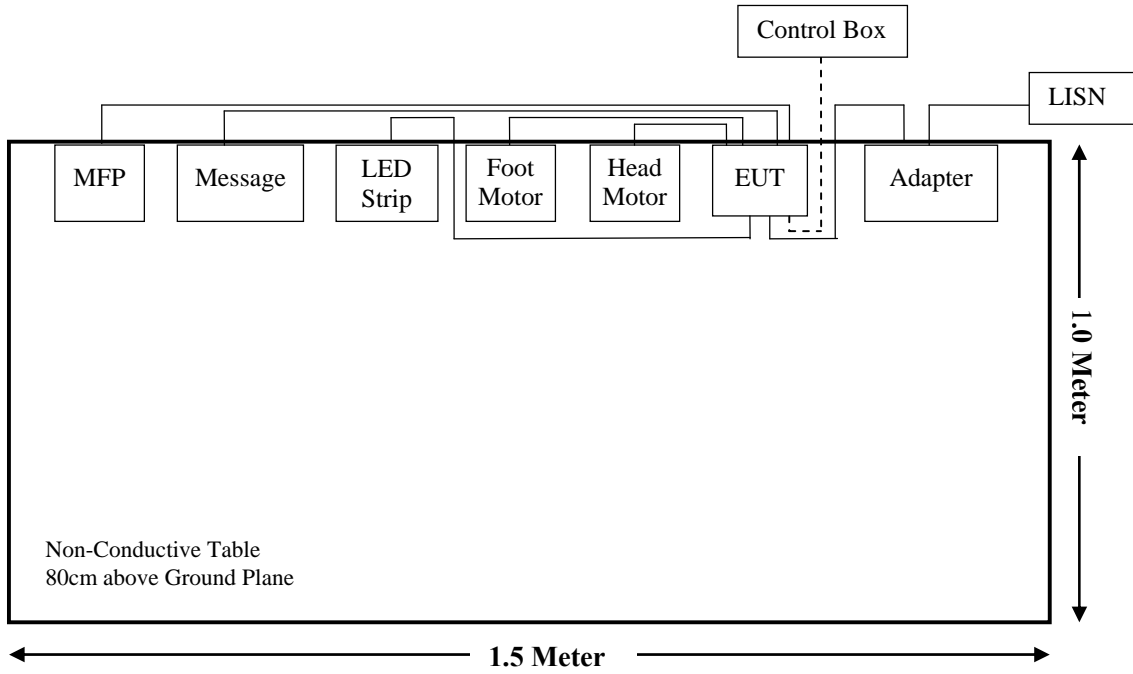 Control Box
LISN
MFP
Message
LED
Strip
Foot
Motor
Head
Motor
EUT
Adapter
1.0 Meter
Non-Conductive Table
80cm above Ground Plane
1.5 Meter